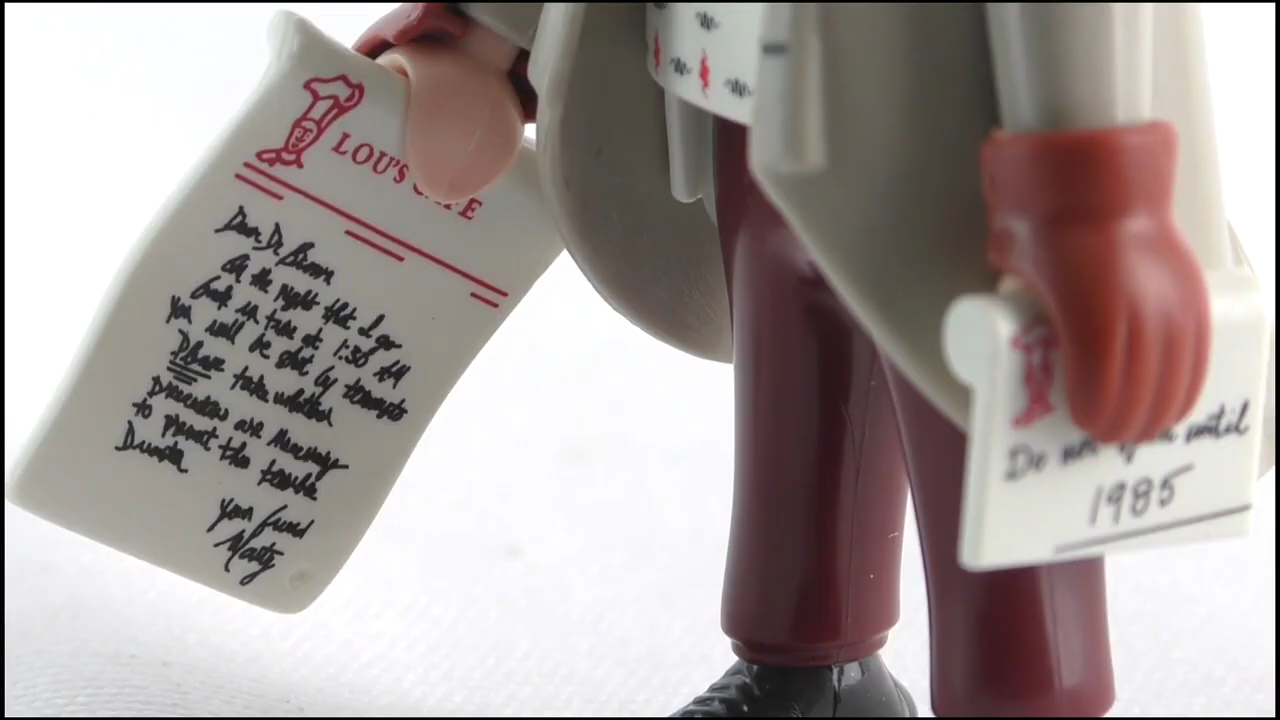 LOU'S CAFE
Dear Dr. Brown
On the night that I go
back in time at 1:30 AM
You will be shot by terrorists
Please take whatever
Precautions are necessary
to prevent this terrible
Disaster
Your friend
Marty
Do not open until
1985